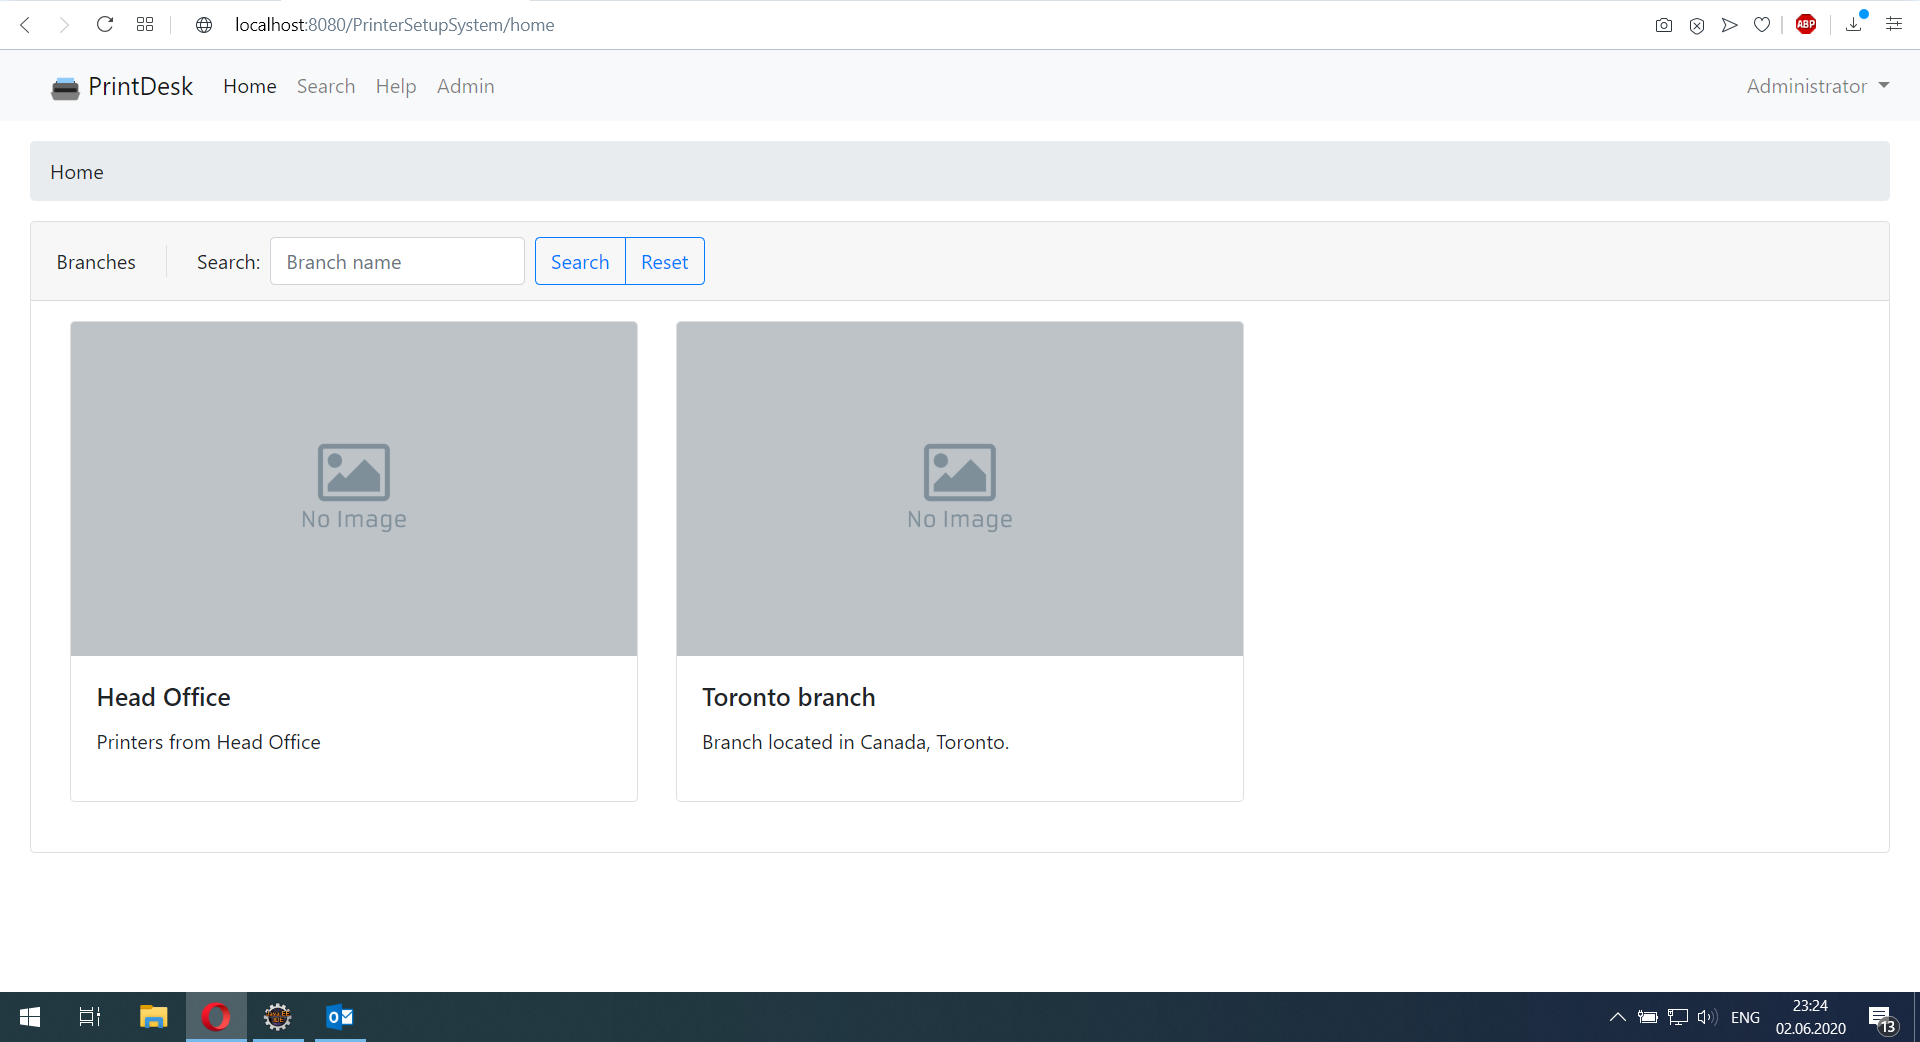 localhost:8080/PrinterSetupSystem/home
ABP
PrintDesk Home Search Help Admin Administrator
Home
Branches Search: Branch name Search Reset
No Image No Image
Head Office Toronto branch
Printers from Head Office Branch located in Canada, Toronto.
ENG 23:24
02.06.2020
13